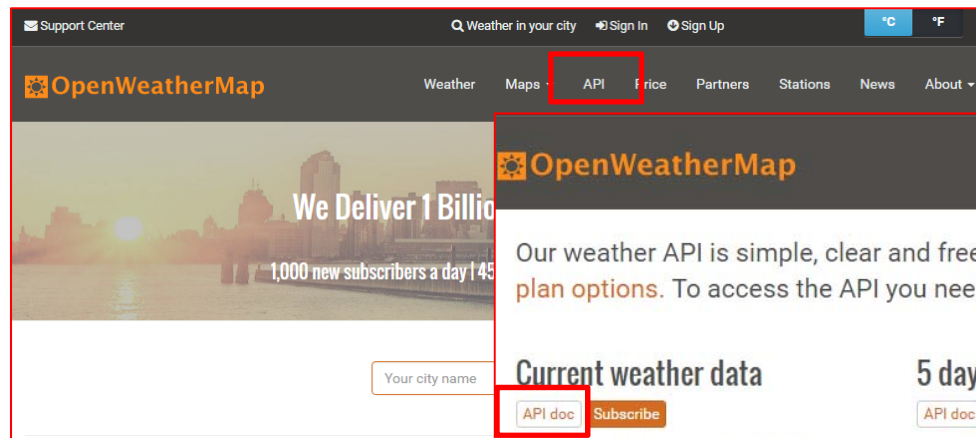 Support Center Weather in your city Sign In Sign Up °C °F
OpenWeatherMap Weather Maps API Price Partners Stations News About
We Deliver 1 Billio
1,000 new subscribers a day | 45
Your city name
OpenWeatherMap
Our weather API is simple, clear and free
plan options. To access the API you nee
Current weather data 5 day
API doc Subscribe API doc